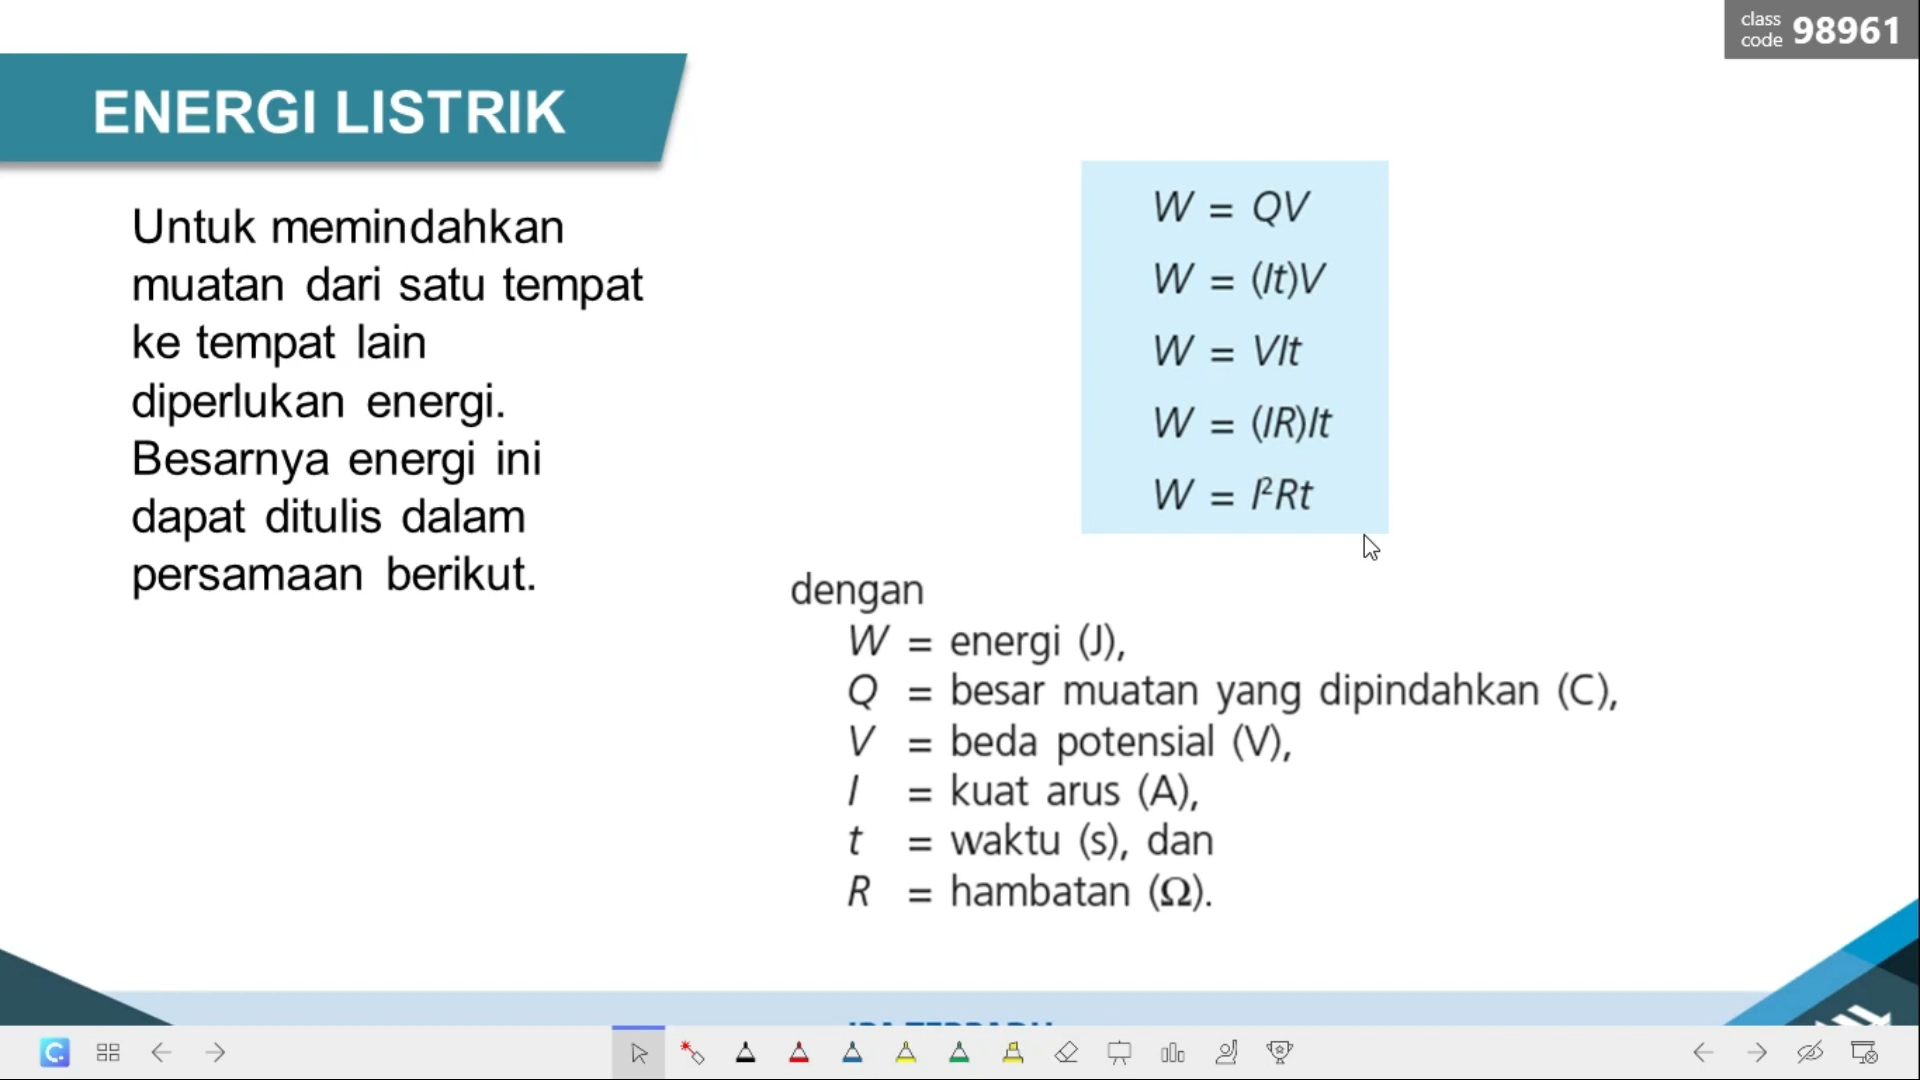 class
code 98961
ENERGI LISTRIK
Untuk memindahkan
muatan dari satu tempat
ke tempat lain
diperlukan energi.
Besarnya energi ini
dapat ditulis dalam
persamaan berikut.
W = QV
W = (It)V
W = VIt
W = (IR)It
W = I²Rt
dengan
W = energi (J),
Q = besar muatan yang dipindahkan (C),
V = beda potensial (V),
I = kuat arus (A),
t = waktu (s), dan
R = hambatan (Ω).